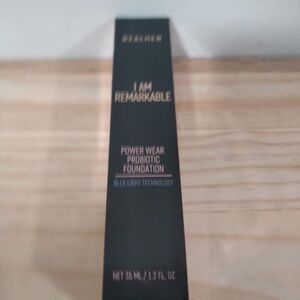 REALHER
I AM
REMARKABLE
POWER WEAR
PROBIOTIC
FOUNDATION
BLUE LIGHT TECHNOLOGY
NET 35 ML / 1.2 FL. OZ.